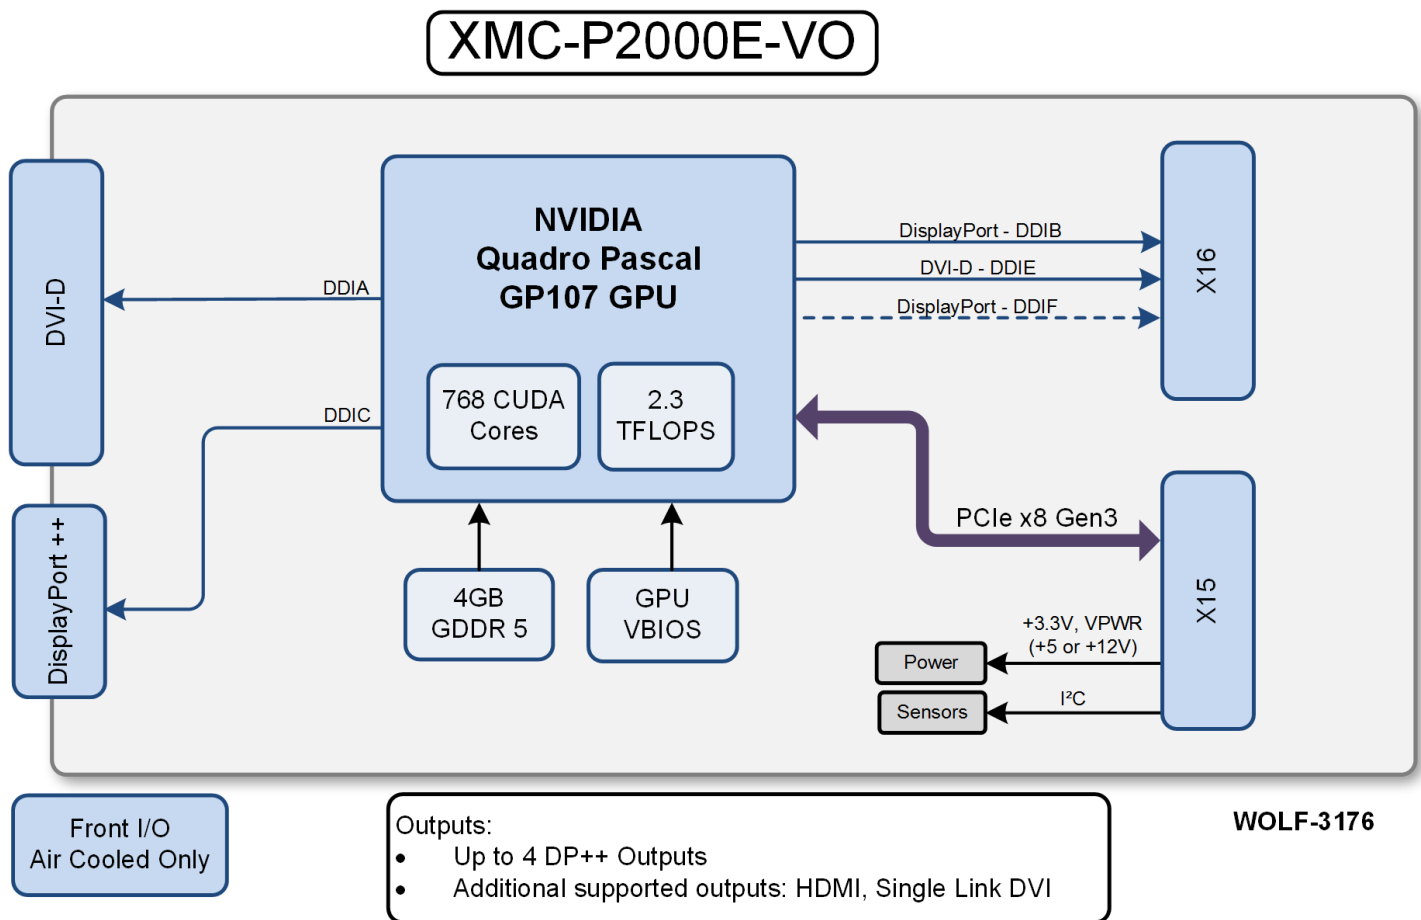 XMC-P2000E-VO
NVIDIA
Quadro Pascal
GP107 GPU
768 CUDA
Cores
2.3
TFLOPS
DVI-D
DisplayPort ++
DDIA
DDIC
DisplayPort - DDIB
DVI-D - DDIE
DisplayPort - DDIF
X16
PCIe x8 Gen3
X15
4GB
GDDR 5
GPU
VBIOS
+3.3V, VPWR
(+5 or +12V)
Power
I²C
Sensors
Front I/O
Air Cooled Only
Outputs:
• Up to 4 DP++ Outputs
• Additional supported outputs: HDMI, Single Link DVI
WOLF-3176